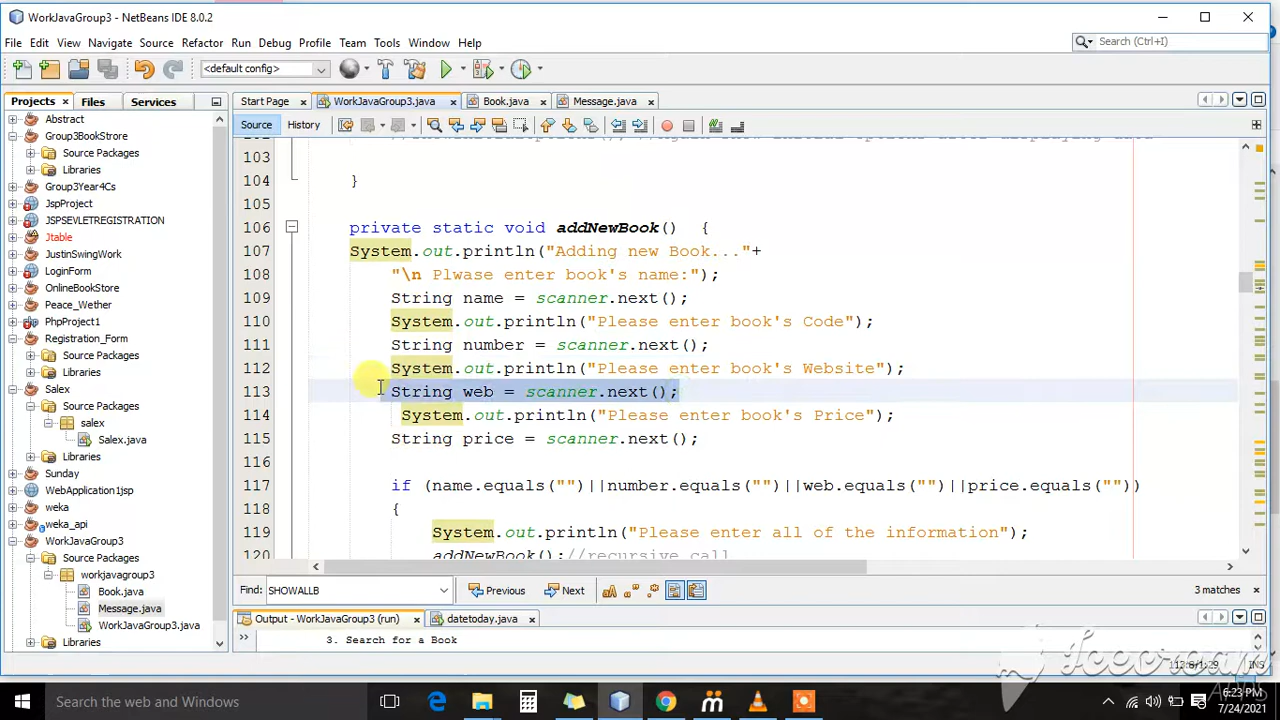 WorkJavaGroup3 - NetBeans IDE 8.0.2
File Edit View Navigate Source Refactor Run Debug Profile Team Tools Window Help
Search (Ctrl+I)
<default config>
Projects Files Services
Start Page WorkJavaGroup3.java Book.java Message.java
Source History
Abstract
Group3BookStrore
Source Packages
Libraries
Group3Year4Cs
JspProject
JSPSEVLETREGISTRATION
Jtable
JustinSwingWork
LoginForm
OnlineBookStore
Peace_Wether
PhpProject1
Registration_Form
Source Packages
Libraries
Salex
Source Packages
salex
Salex.java
Libraries
Sunday
WebApplication1jsp
weka
weka_api
WorkJavaGroup3
Source Packages
workjavagroup3
Book.java
Message.java
WorkJavaGroup3.java
Libraries
103
104 }
105
106 private static void addNewBook() {
107 System.out.println("Adding new Book..."+
108 "\n Plwase enter book's name:");
109 String name = scanner.next();
110 System.out.println("Please enter book's Code");
111 String number = scanner.next();
112 System.out.println("Please enter book's Website");
113 String web = scanner.next();
114 System.out.println("Please enter book's Price");
115 String price = scanner.next();
116
117 if (name.equals("")||number.equals("")||web.equals("")||price.equals(""))
118 {
119 System.out.println("Please enter all of the information");
120 addNewBook();//recursive call
Find: SHOWALLB Previous Next 3 matches
Output - WorkJavaGroup3 (run) datetoday.java
3. Search for a Book
INS
Icecream
Search the web and Windows
6:23 PM
7/24/2021